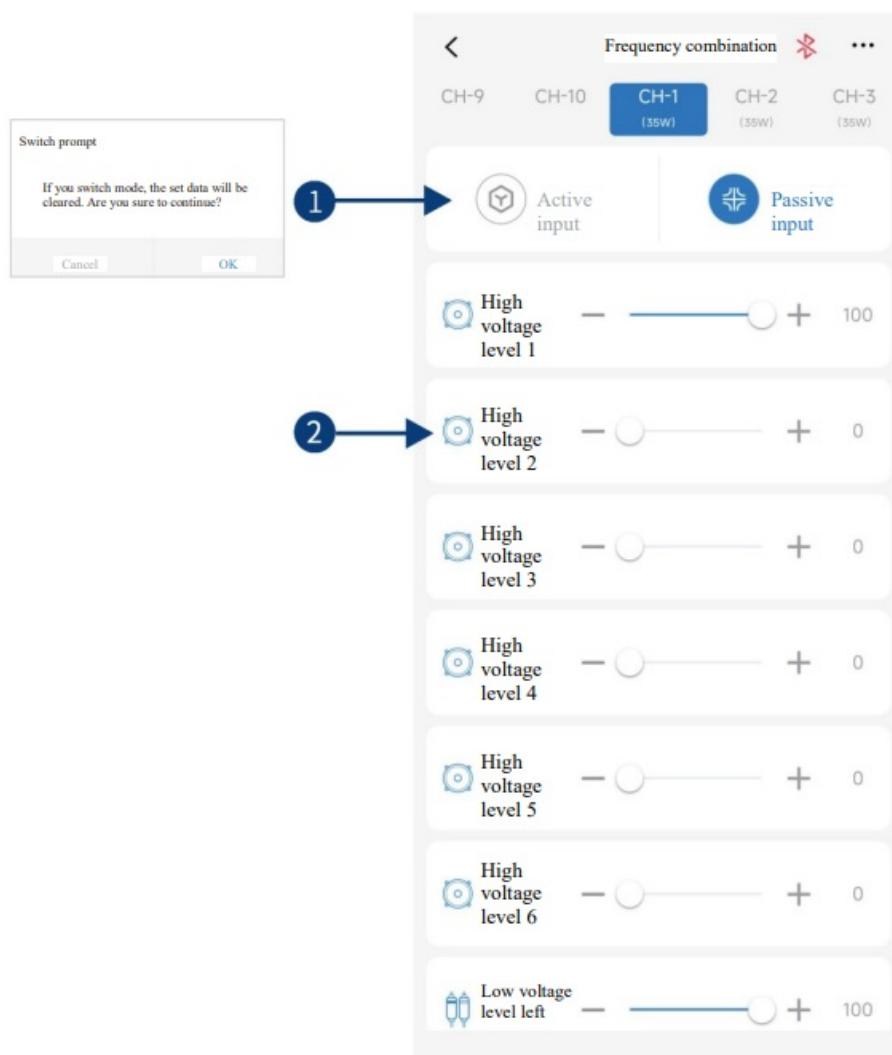 Frequency combination
CH-9 CH-10 CH-1 CH-2 CH-3
(35W) (35W) (35W)
Switch prompt
If you switch mode, the set data will be
cleared. Are you sure to continue?
Cancel OK
1
Active
input
Passive
input
High
voltage
level 1
100
2
High
voltage
level 2
0
High
voltage
level 3
0
High
voltage
level 4
0
High
voltage
level 5
0
High
voltage
level 6
0
Low voltage
level left
100